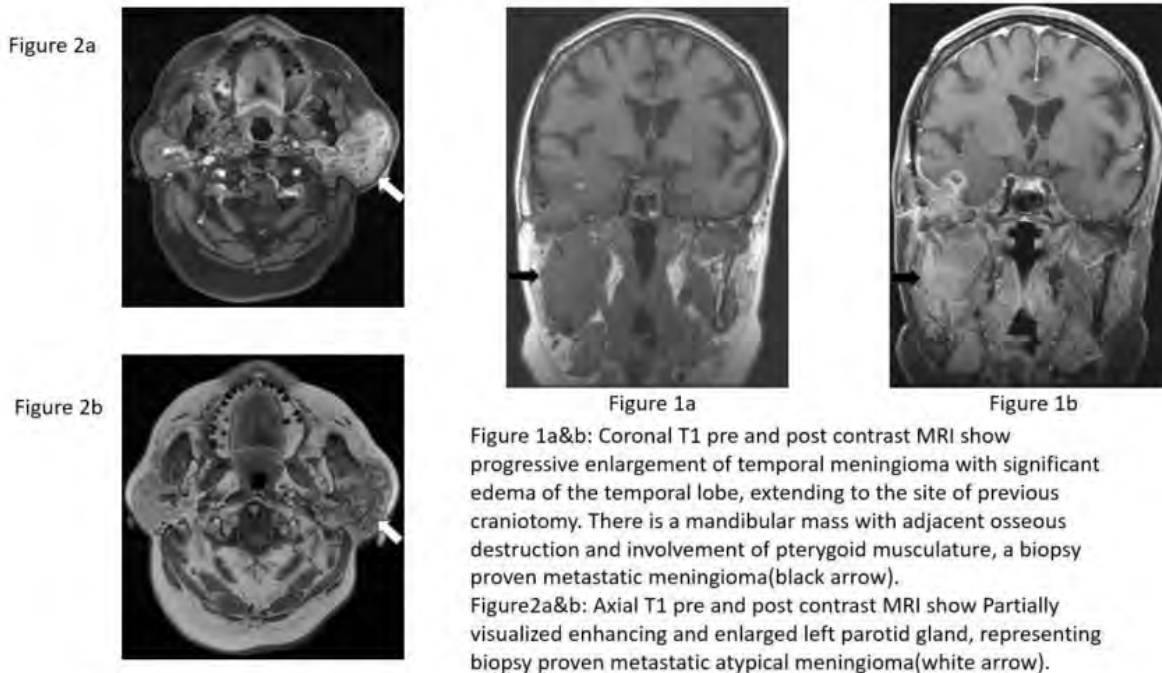 Figure 2a
Figure 2b
Figure 1a
Figure 1b
Figure 1a&b: Coronal T1 pre and post contrast MRI show
progressive enlargement of temporal meningioma with significant
edema of the temporal lobe, extending to the site of previous
craniotomy. There is a mandibular mass with adjacent osseous
destruction and involvement of pterygoid musculature, a biopsy
proven metastatic meningioma(black arrow).
Figure2a&b: Axial T1 pre and post contrast MRI show Partially
visualized enhancing and enlarged left parotid gland, representing
biopsy proven metastatic atypical meningioma(white arrow).